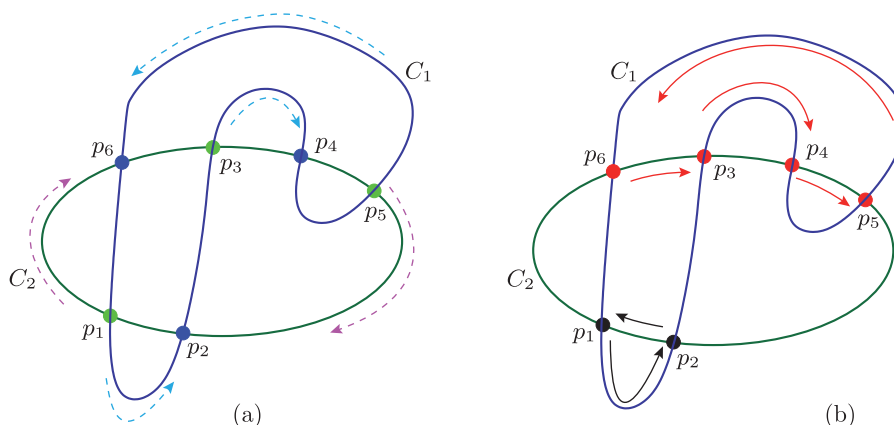 C₁
p₆
p₃
p₄
p₅
C₂
p₁
p₂
(a)
C₁
p₆
p₃
p₄
p₅
C₂
p₁
p₂
(b)